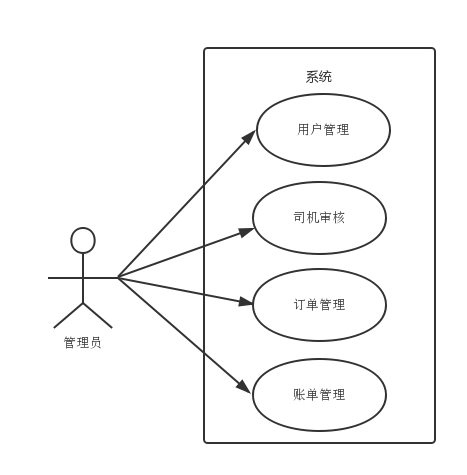 系统
用户管理
司机审核
订单管理
账单管理
管理员